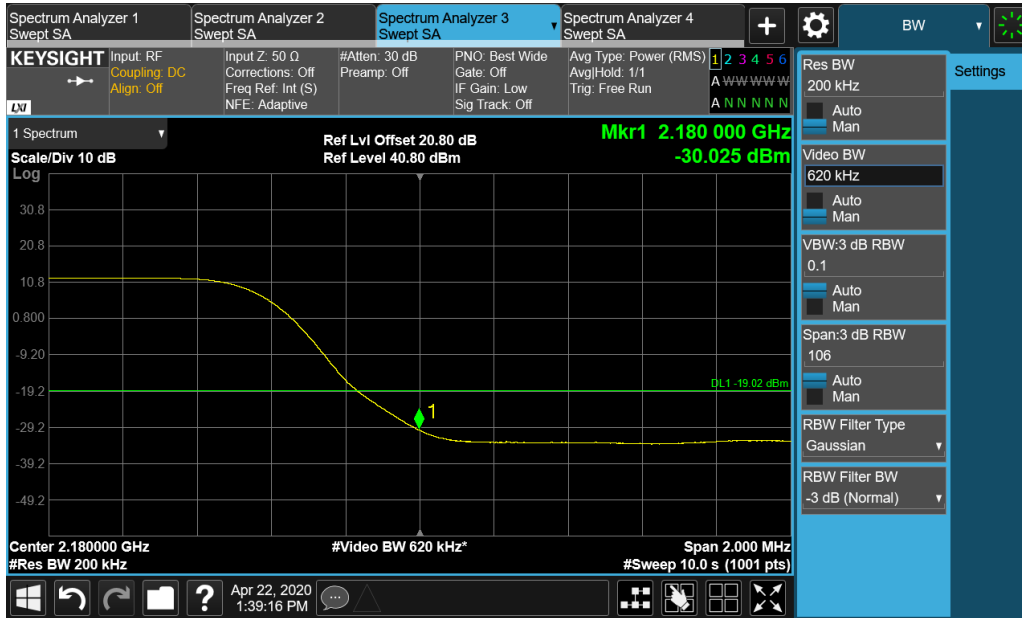 Spectrum Analyzer 1
Swept SA
Spectrum Analyzer 2
Swept SA
Spectrum Analyzer 3
Swept SA
Spectrum Analyzer 4
Swept SA
BW
KEYSIGHT
LXI
Input: RF
Coupling: DC
Align: Off
Input Z: 50 Ω
Corrections: Off
Freq Ref: Int (S)
NFE: Adaptive
#Atten: 30 dB
Preamp: Off
PNO: Best Wide
Gate: Off
IF Gain: Low
Sig Track: Off
Avg Type: Power (RMS)
Avg|Hold: 1/1
Trig: Free Run
1 2 3 4 5 6
A W W W W W
A N N N N N
1 Spectrum
Scale/Div 10 dB
Log
Ref Lvl Offset 20.80 dB
Ref Level 40.80 dBm
Mkr1 2.180 000 GHz
-30.025 dBm
30.8
20.8
10.8
0.800
-9.20
-19.2
-29.2
-39.2
-49.2
DL1 -19.02 dBm
1
Center 2.180000 GHz
#Res BW 200 kHz
#Video BW 620 kHz*
Span 2.000 MHz
#Sweep 10.0 s (1001 pts)
?
Apr 22, 2020
1:39:16 PM
Res BW
200 kHz
Auto
Man
Video BW
620 kHz
Auto
Man
VBW:3 dB RBW
0.1
Auto
Man
Span:3 dB RBW
106
Auto
Man
RBW Filter Type
Gaussian
RBW Filter BW
-3 dB (Normal)
Settings